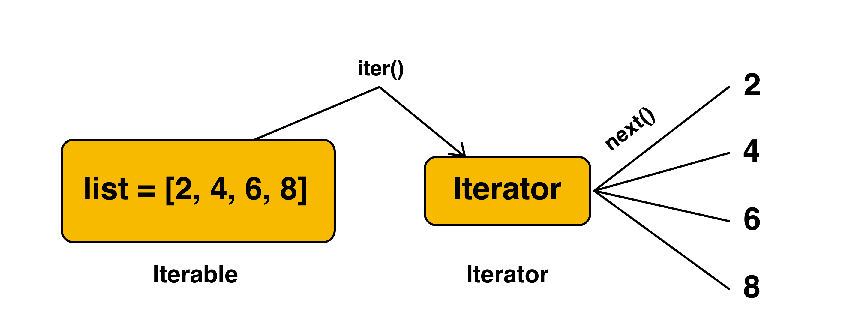 iter()
list = [2, 4, 6, 8]
Iterable
Iterator
Iterator
next()
2
4
6
8